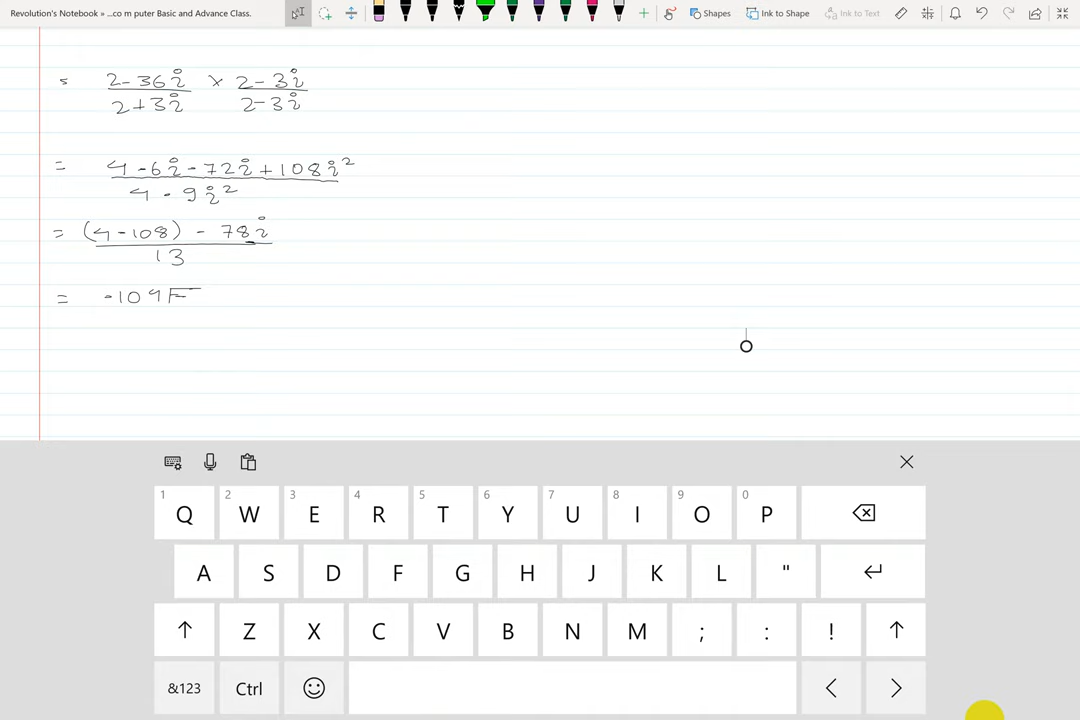 Revolution's Notebook » ...co m puter Basic and Advance Class.
Shapes
Ink to Shape
Ink to Text
= 2-36i / 2+3i × 2-3i / 2-3i
= 4-6i-72i+108i² / 4-9i²
= (4-108) - 78i / 13
= -104
1 Q 2 W 3 E 4 R 5 T 6 Y 7 U 8 I 9 O 0 P
A S D F G H J K L "
Z X C V B N M ; : !
&123 Ctrl